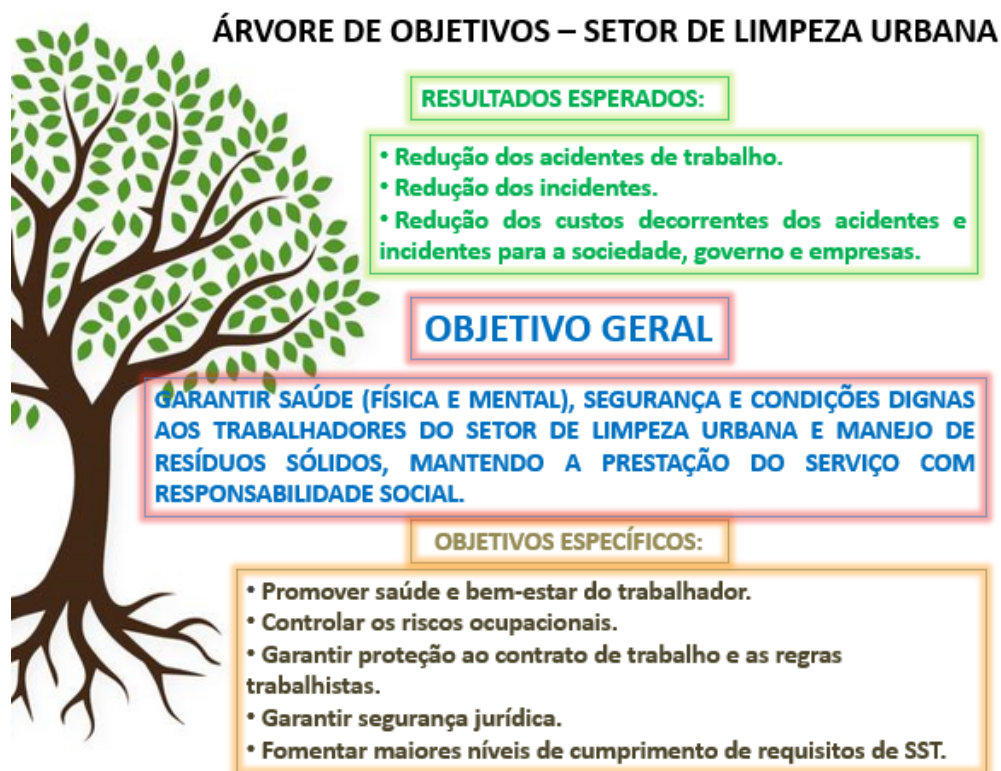 ÁRVORE DE OBJETIVOS – SETOR DE LIMPEZA URBANA
RESULTADOS ESPERADOS:
• Redução dos acidentes de trabalho.
• Redução dos incidentes.
• Redução dos custos decorrentes dos acidentes e
incidentes para a sociedade, governo e empresas.
OBJETIVO GERAL
GARANTIR SAÚDE (FÍSICA E MENTAL), SEGURANÇA E CONDIÇÕES DIGNAS
AOS TRABALHADORES DO SETOR DE LIMPEZA URBANA E MANEJO DE
RESÍDUOS SÓLIDOS, MANTENDO A PRESTAÇÃO DO SERVIÇO COM
RESPONSABILIDADE SOCIAL.
OBJETIVOS ESPECÍFICOS:
• Promover saúde e bem-estar do trabalhador.
• Controlar os riscos ocupacionais.
• Garantir proteção ao contrato de trabalho e as regras
trabalhistas.
• Garantir segurança jurídica.
• Fomentar maiores níveis de cumprimento de requisitos de SST.